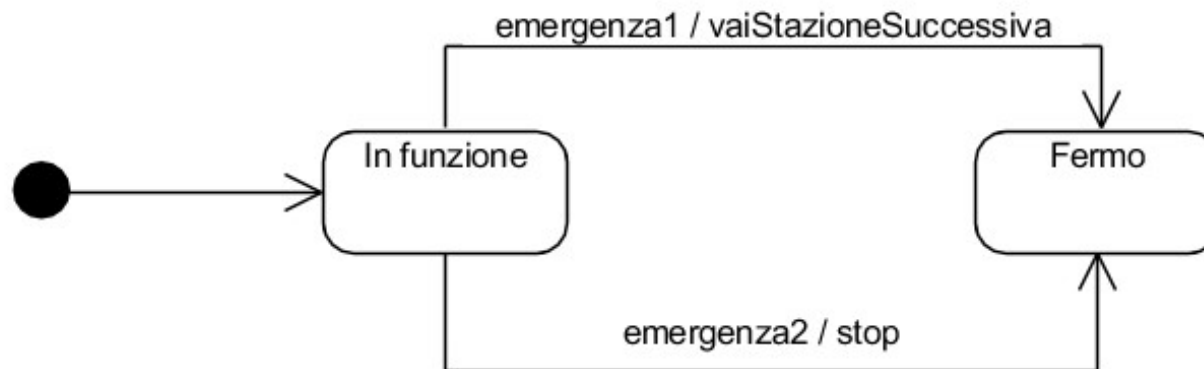 emergenza1 / vaiStazioneSuccessiva
In funzione
Fermo
emergenza2 / stop